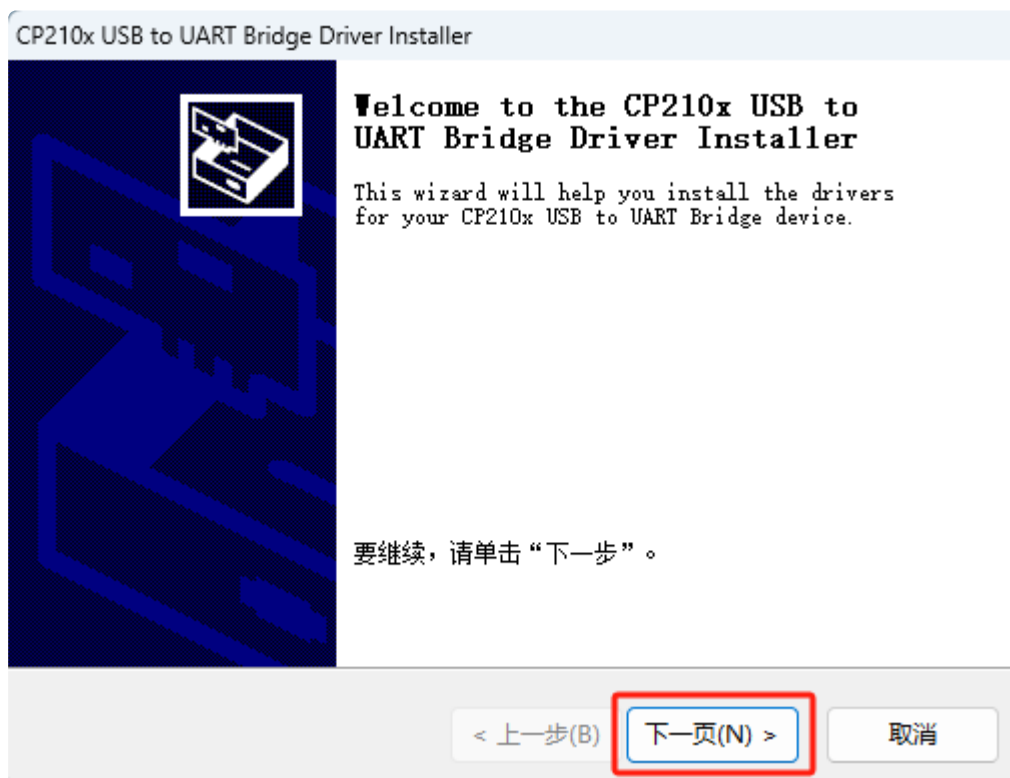 CP210x USB to UART Bridge Driver Installer
Welcome to the CP210x USB to
UART Bridge Driver Installer
This wizard will help you install the drivers
for your CP210x USB to UART Bridge device.
要继续，请单击“下一步”。
< 上一步(B)
下一页(N) >
取消